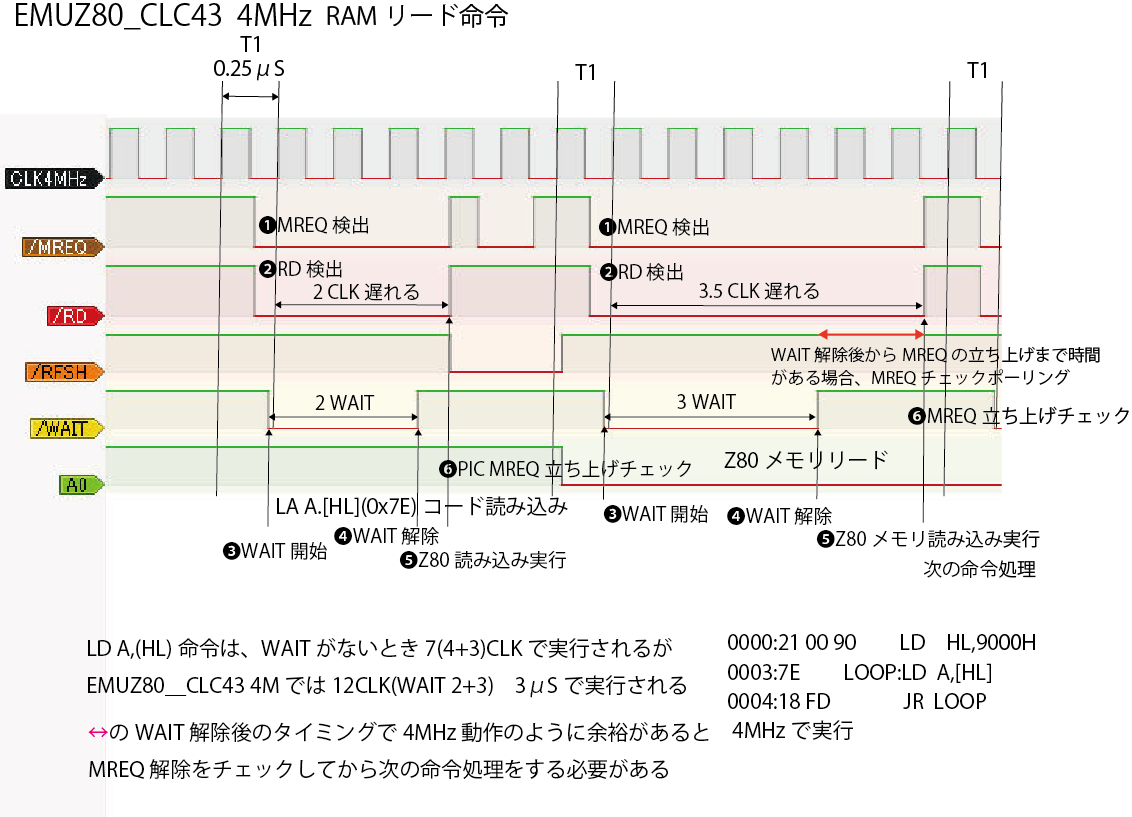 EMUZ80_CLC43 4MHz RAM リード命令
T1
0.25μS
T1
T1
CLK4MHz
/MREQ
❶MREQ 検出
❶MREQ 検出
❷RD 検出
❷RD 検出
2 CLK 遅れる
3.5 CLK 遅れる
/RD
/RFSH
WAIT 解除後から MREQ の立ち上げまで時間
がある場合、MREQ チェックポーリング
2 WAIT
3 WAIT
❻MREQ 立ち上げチェック
/WAIT
❻PIC MREQ 立ち上げチェック
Z80 メモリリード
A0
LA A.[HL](0x7E) コード読み込み
❸WAIT 開始
❹WAIT 解除
❺Z80 読み込み実行
❸WAIT 開始
❹WAIT 解除
❺Z80 メモリ読み込み実行
次の命令処理
LD A,(HL) 命令は、WAIT がないとき 7(4+3)CLK で実行されるが
EMUZ80__CLC43 4M では 12CLK(WAIT 2+3) 3μS で実行される
↔の WAIT 解除後のタイミングで 4MHz 動作のように余裕があると
MREQ 解除をチェックしてから次の命令処理をする必要がある
0000:21 00 90 LD HL,9000H
0003:7E LOOP:LD A,[HL]
0004:18 FD JR LOOP
4MHz で実行